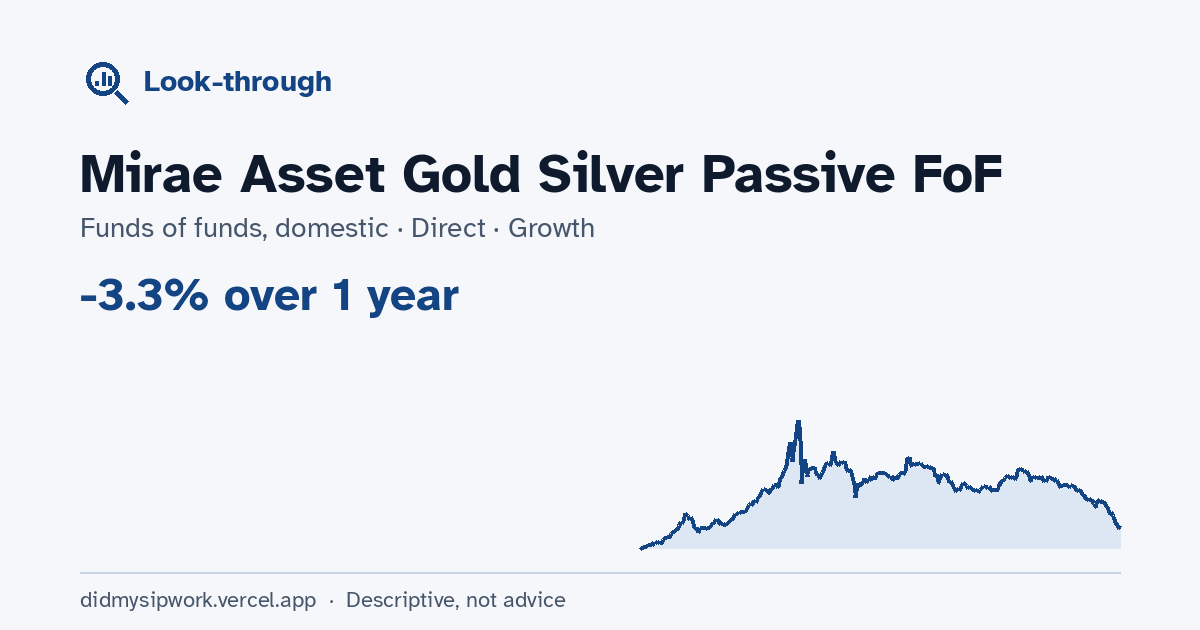 Look-through
Mirae Asset Gold Silver Passive FoF
Funds of funds, domestic · Direct · Growth
-3.3% over 1 year
didmysipwork.vercel.app · Descriptive, not advice